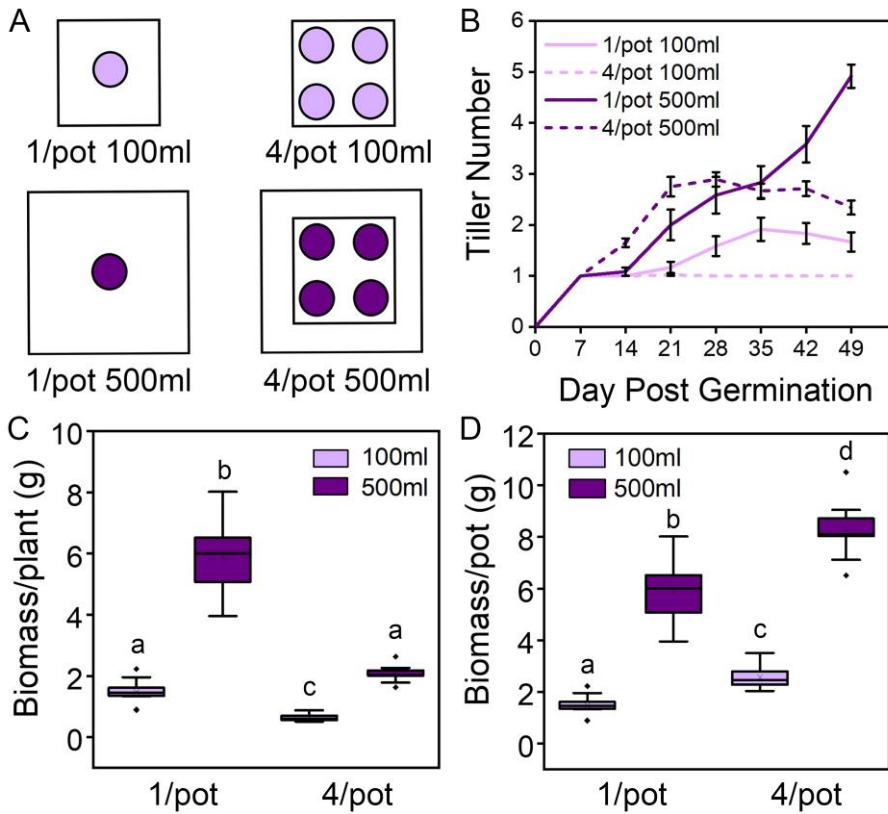 A
1/pot 100ml
4/pot 100ml
1/pot 500ml
4/pot 500ml
B
Tiller Number
6
5
4
3
2
1
0
1/pot 100ml
4/pot 100ml
1/pot 500ml
4/pot 500ml
0 7 14 21 28 35 42 49
Day Post Germination
C
Biomass/plant (g)
10
8
6
4
2
0
100ml
500ml
a
b
c
a
1/pot 4/pot
D
Biomass/pot (g)
12
10
8
6
4
2
0
100ml
500ml
a
b
c
d
1/pot 4/pot